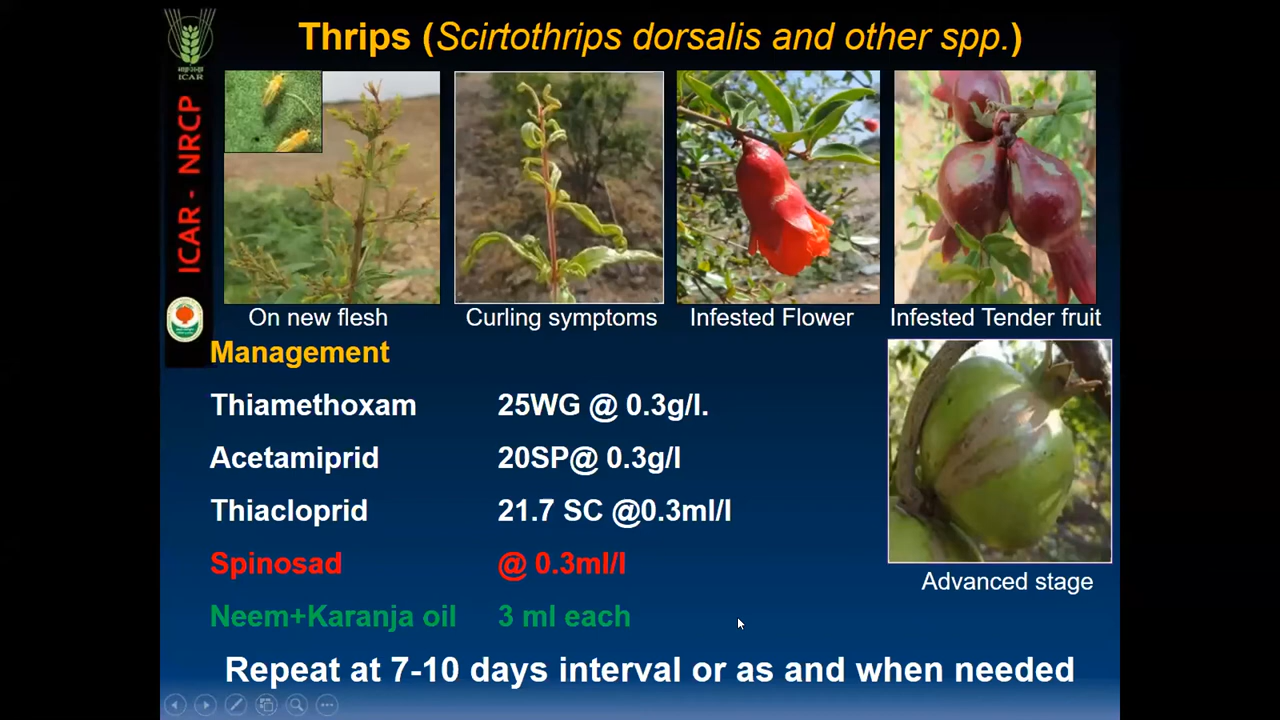 Thrips (Scirtothrips dorsalis and other spp.)
ICAR
ICAR - NRCP
On new flesh
Curling symptoms
Infested Flower
Infested Tender fruit
Management
Thiamethoxam 25WG @ 0.3g/l.
Acetamiprid 20SP@ 0.3g/l
Thiacloprid 21.7 SC @0.3ml/l
Spinosad @ 0.3ml/l
Neem+Karanja oil 3 ml each
Advanced stage
Repeat at 7-10 days interval or as and when needed